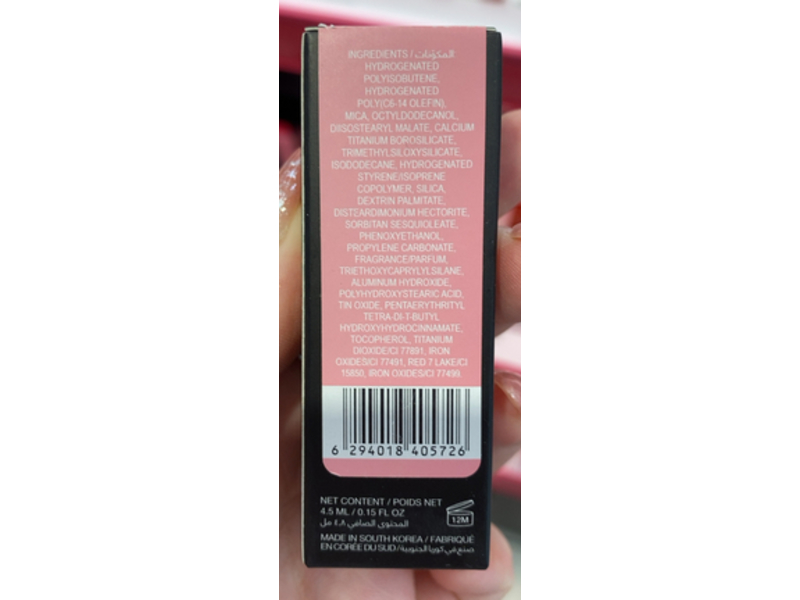 INGREDIENTS / المكونات
HYDROGENATED
POLYISOBUTENE,
HYDROGENATED
POLY(C6-14 OLEFIN),
MICA, OCTYLDODECANOL,
DIISOSTEARYL MALATE, CALCIUM
TITANIUM BOROSILICATE,
TRIMETHYLSILOXYSILICATE,
ISODODECANE, HYDROGENATED
STYRENE/ISOPRENE
COPOLYMER, SILICA,
DEXTRIN PALMITATE,
DISTEARDIMONIUM HECTORITE,
SORBITAN SESQUIOLEATE,
PHENOXYETHANOL,
PROPYLENE CARBONATE,
FRAGRANCE/PARFUM,
TRIETHOXYCAPRYLYLSILANE,
ALUMINUM HYDROXIDE,
POLYHYDROXYSTEARIC ACID,
TIN OXIDE, PENTAERYTHRITYL
TETRA-DI-T-BUTYL
HYDROXYHYDROCINNAMATE,
TOCOPHEROL, TITANIUM
DIOXIDE/CI 77891, IRON
OXIDES/CI 77491, RED 7 LAKE/CI
15850, IRON OXIDES/CI 77499.
6 294018 405726
NET CONTENT / POIDS NET
4.5 ML / 0.15 FL OZ
المحتوى الصافي ٤.٨ مل
12M
MADE IN SOUTH KOREA / FABRIQUÉ
EN CORÉE DU SUD / صنع في كوريا الجنوبية